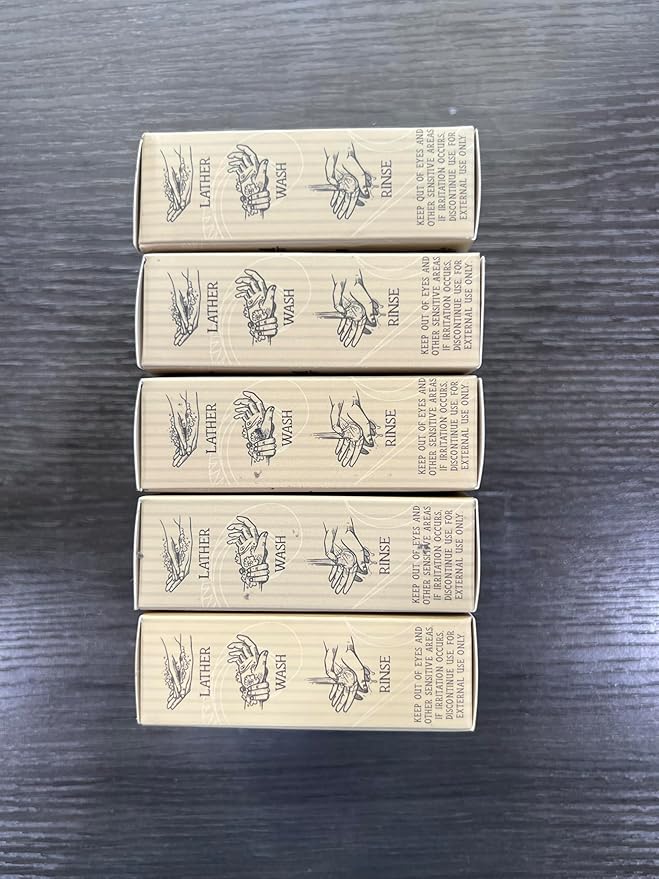 LATHER
WASH
RINSE
KEEP OUT OF EYES AND
OTHER SENSITIVE AREAS.
IF IRRITATION OCCURS,
DISCONTINUE USE. FOR
EXTERNAL USE ONLY.
LATHER
WASH
RINSE
KEEP OUT OF EYES AND
OTHER SENSITIVE AREAS.
IF IRRITATION OCCURS,
DISCONTINUE USE. FOR
EXTERNAL USE ONLY.
LATHER
WASH
RINSE
KEEP OUT OF EYES AND
OTHER SENSITIVE AREAS.
IF IRRITATION OCCURS,
DISCONTINUE USE. FOR
EXTERNAL USE ONLY.
LATHER
WASH
RINSE
KEEP OUT OF EYES AND
OTHER SENSITIVE AREAS.
IF IRRITATION OCCURS,
DISCONTINUE USE. FOR
EXTERNAL USE ONLY.
LATHER
WASH
RINSE
KEEP OUT OF EYES AND
OTHER SENSITIVE AREAS.
IF IRRITATION OCCURS,
DISCONTINUE USE. FOR
EXTERNAL USE ONLY.